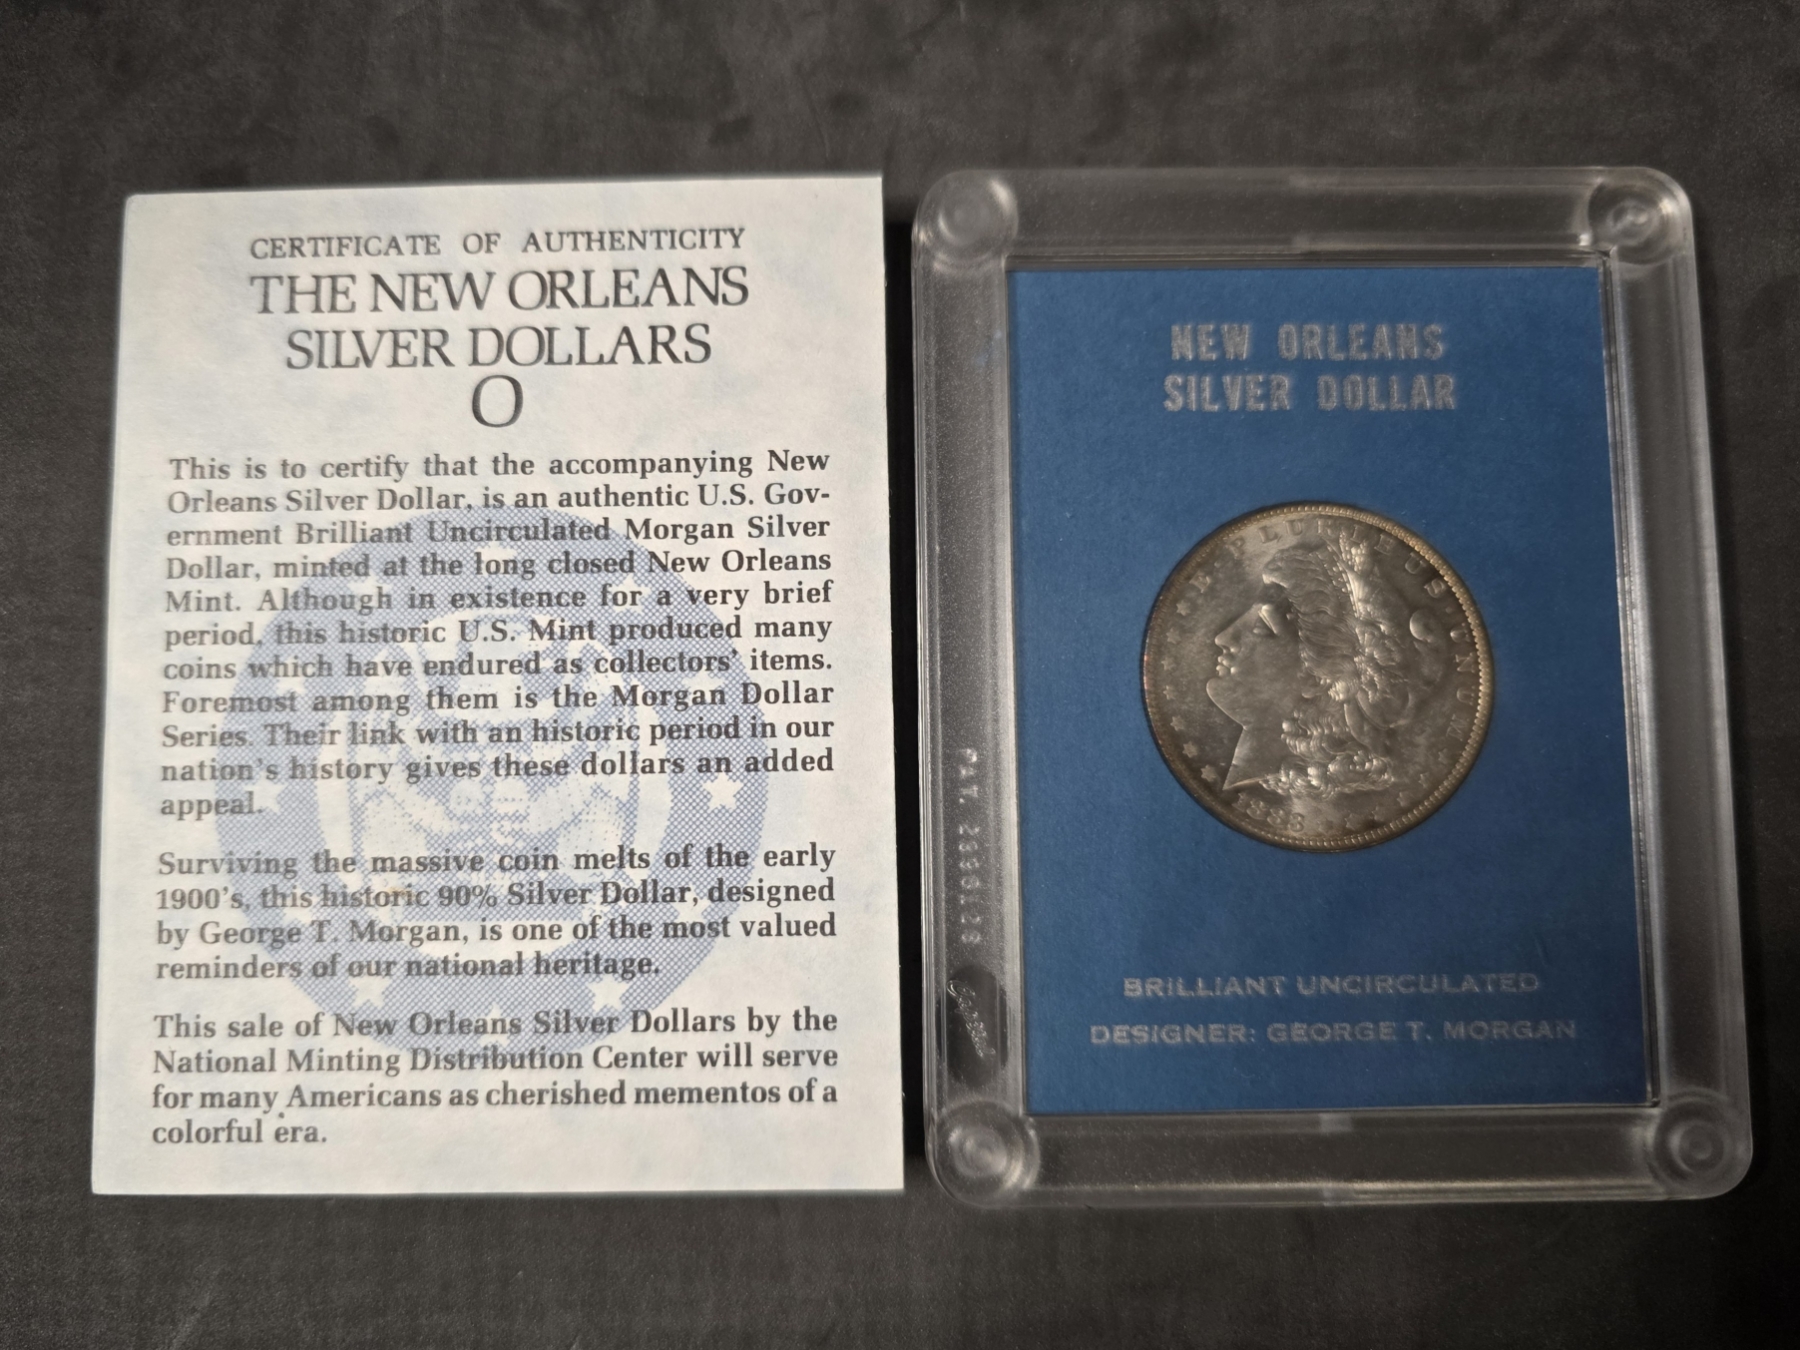 CERTIFICATE OF AUTHENTICITY
THE NEW ORLEANS
SILVER DOLLARS
O
This is to certify that the accompanying New
Orleans Silver Dollar, is an authentic U.S. Gov-
ernment Brilliant Uncirculated Morgan Silver
Dollar, minted at the long closed New Orleans
Mint. Although in existence for a very brief
period, this historic U.S. Mint produced many
coins which have endured as collectors' items.
Foremost among them is the Morgan Dollar
Series. Their link with an historic period in our
nation's history gives these dollars an added
appeal.
Surviving the massive coin melts of the early
1900's, this historic 90% Silver Dollar, designed
by George T. Morgan, is one of the most valued
reminders of our national heritage.
This sale of New Orleans Silver Dollars by the
National Minting Distribution Center will serve
for many Americans as cherished mementos of a
colorful era.
NEW ORLEANS
SILVER DOLLAR
E·PLURIBUS·UNUM
1883
BRILLIANT UNCIRCULATED
DESIGNER: GEORGE T. MORGAN
PAT.
Capital